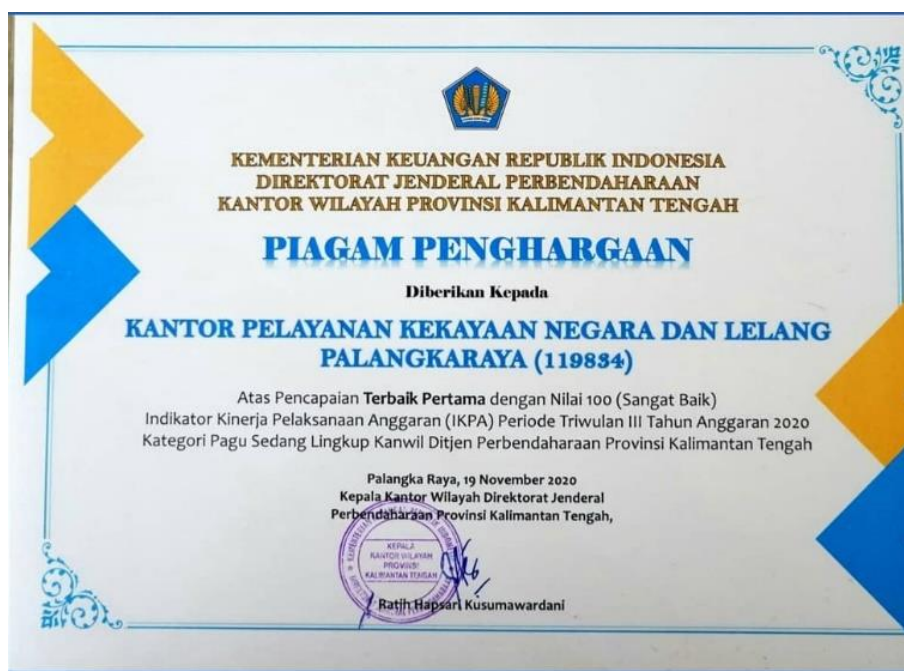 KEMENTERIAN KEUANGAN REPUBLIK INDONESIA
DIREKTORAT JENDERAL PERBENDAHARAAN
KANTOR WILAYAH PROVINSI KALIMANTAN TENGAH
PIAGAM PENGHARGAAN
Diberikan Kepada
KANTOR PELAYANAN KEKAYAAN NEGARA DAN LELANG
PALANGKARAYA (119834)
Atas Pencapaian Terbaik Pertama dengan Nilai 100 (Sangat Baik)
Indikator Kinerja Pelaksanaan Anggaran (IKPA) Periode Triwulan III Tahun Anggaran 2020
Kategori Pagu Sedang Lingkup Kanwil Ditjen Perbendaharaan Provinsi Kalimantan Tengah
Palangka Raya, 19 November 2020
Kepala Kantor Wilayah Direktorat Jenderal
Perbendaharaan Provinsi Kalimantan Tengah,
KEPALA
KANTOR WILAYAH
PROVINSI
KALIMANTAN TENGAH
Ratih Hapsari Kusumawardani